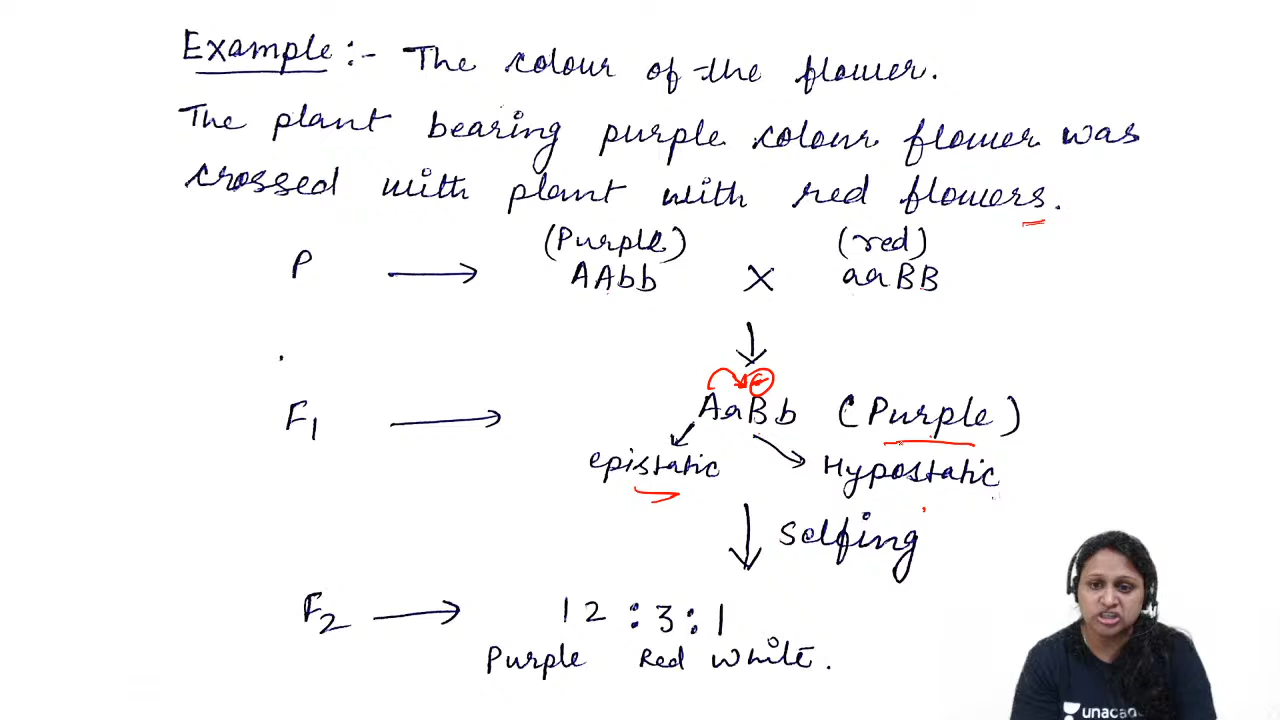 Example :- The colour of the flower.
The plant bearing purple colour flower was
crossed with plant with red flowers.
(Purple) (red)
P → AAbb X aaBB
F1 → AaBb (Purple)
epistatic Hypostatic
Selfing
F2 → 12 : 3 : 1
Purple Red White.
unacad